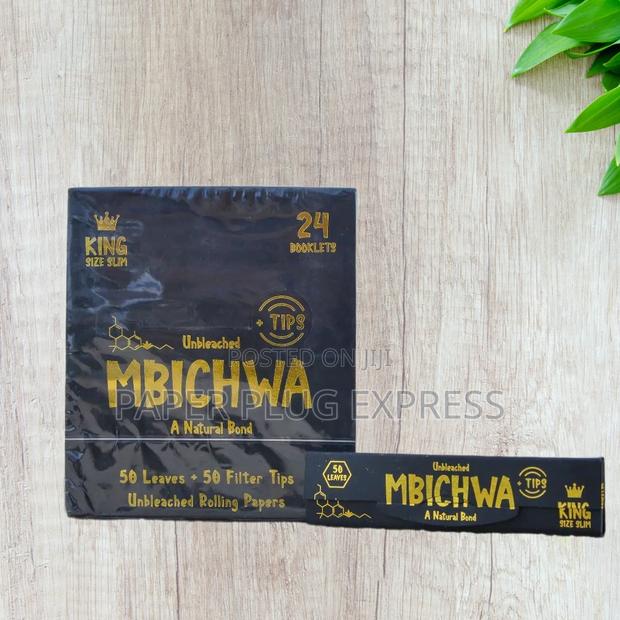 KING
SIZE SLIM
24
BOOKLETS
+ TIPS
Unbleached
MBICHWA
A Natural Bond
50 Leaves + 50 Filter Tips
Unbleached Rolling Papers
POSTED ON JIJI
PAPER PLUG EXPRESS
50
LEAVES
Unbleached
MBICHWA
+ TIPS
A Natural Bond
KING
SIZE SLIM